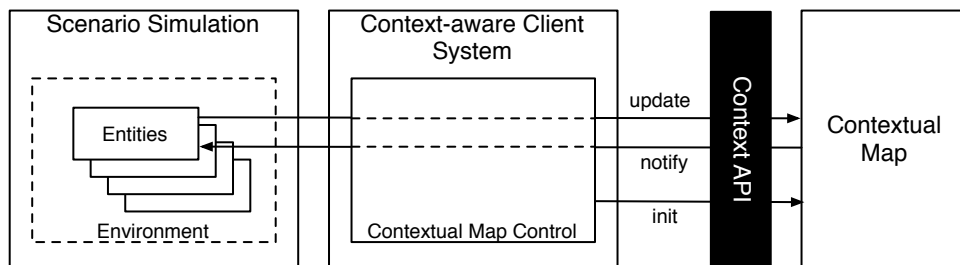 Scenario Simulation
Entities
Environment
Context-aware Client
System
Contextual Map Control
update
notify
init
Context API
Contextual
Map